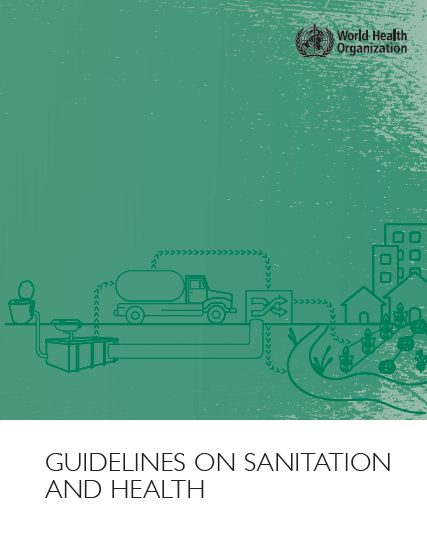 World Health
Organization
GUIDELINES ON SANITATION
AND HEALTH